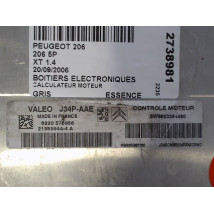 PEUGEOT 206
206 5P
XT 1.4
20/09/2006
BOITIERS ELECTRONIQUES
CALCULATEUR MOTEUR
GRIS ESSENCE
2738981
VALEO J34P-AAE
MADE IN FRANCE
CONTROLE MOTEUR